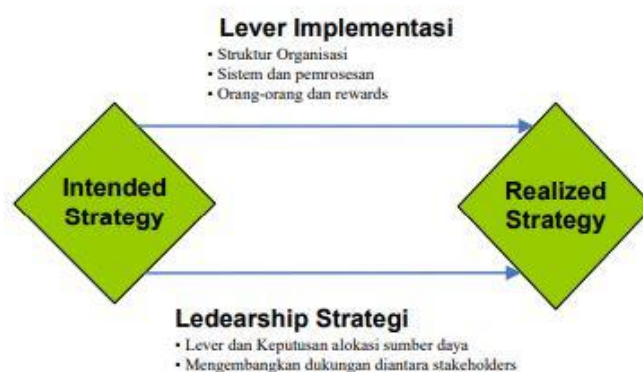 Lever Implementasi
• Struktur Organisasi
• Sistem dan pemrosesan
• Orang-orang dan rewards
Intended
Strategy
Realized
Strategy
Ledearship Strategi
• Lever dan Keputusan alokasi sumber daya
• Mengembangkan dukungan diantara stakeholders